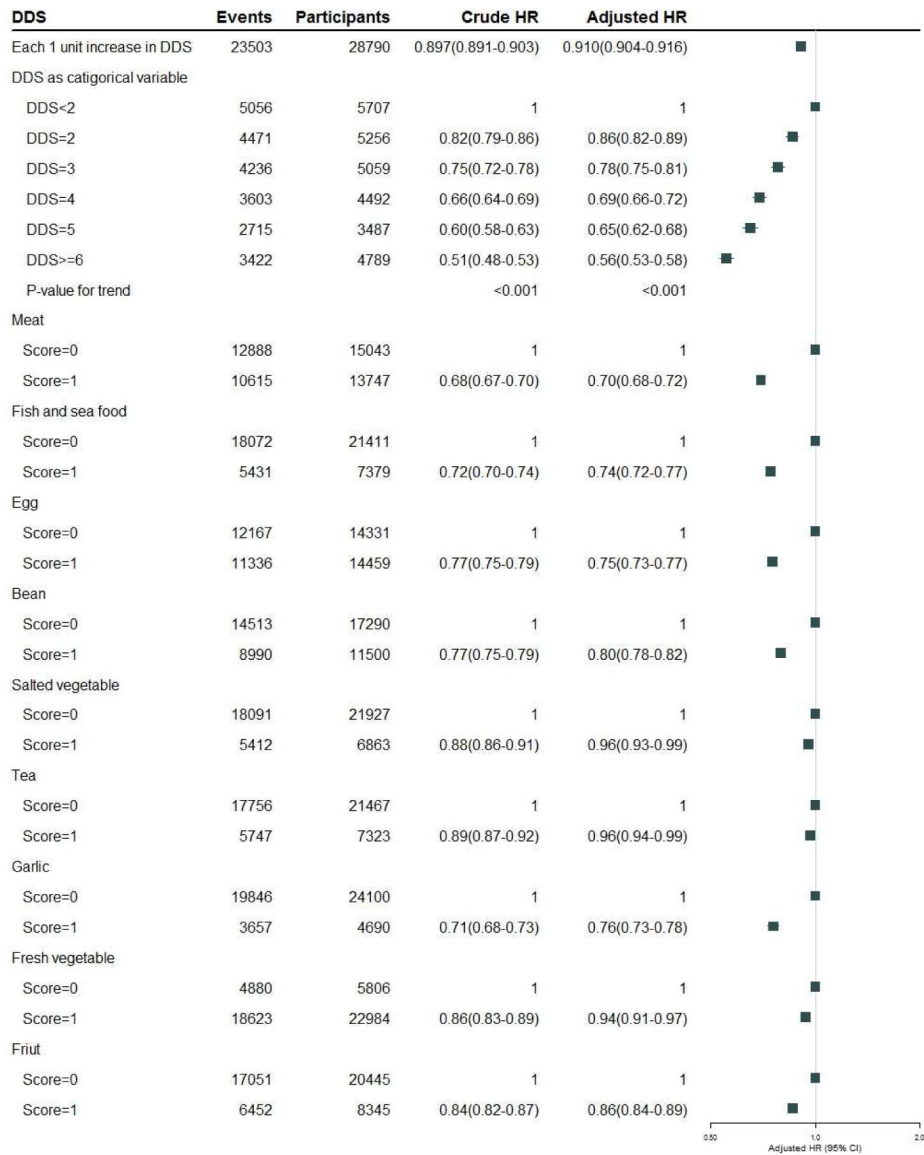 DDS Events Participants Crude HR Adjusted HR
Each 1 unit increase in DDS 23503 28790 0.897(0.891-0.903) 0.910(0.904-0.916)
DDS as catigorical variable
DDS<2 5056 5707 1 1
DDS=2 4471 5256 0.82(0.79-0.86) 0.86(0.82-0.89)
DDS=3 4236 5059 0.75(0.72-0.78) 0.78(0.75-0.81)
DDS=4 3603 4492 0.66(0.64-0.69) 0.69(0.66-0.72)
DDS=5 2715 3487 0.60(0.58-0.63) 0.65(0.62-0.68)
DDS>=6 3422 4789 0.51(0.48-0.53) 0.56(0.53-0.58)
P-value for trend <0.001 <0.001
Meat
Score=0 12888 15043 1 1
Score=1 10615 13747 0.68(0.67-0.70) 0.70(0.68-0.72)
Fish and sea food
Score=0 18072 21411 1 1
Score=1 5431 7379 0.72(0.70-0.74) 0.74(0.72-0.77)
Egg
Score=0 12167 14331 1 1
Score=1 11336 14459 0.77(0.75-0.79) 0.75(0.73-0.77)
Bean
Score=0 14513 17290 1 1
Score=1 8990 11500 0.77(0.75-0.79) 0.80(0.78-0.82)
Salted vegetable
Score=0 18091 21927 1 1
Score=1 5412 6863 0.88(0.86-0.91) 0.96(0.93-0.99)
Tea
Score=0 17756 21467 1 1
Score=1 5747 7323 0.89(0.87-0.92) 0.96(0.94-0.99)
Garlic
Score=0 19846 24100 1 1
Score=1 3657 4690 0.71(0.68-0.73) 0.76(0.73-0.78)
Fresh vegetable
Score=0 4880 5806 1 1
Score=1 18623 22984 0.86(0.83-0.89) 0.94(0.91-0.97)
Friut
Score=0 17051 20445 1 1
Score=1 6452 8345 0.84(0.82-0.87) 0.86(0.84-0.89)
0.50 1.0 2.0
Adjusted HR (95% CI)